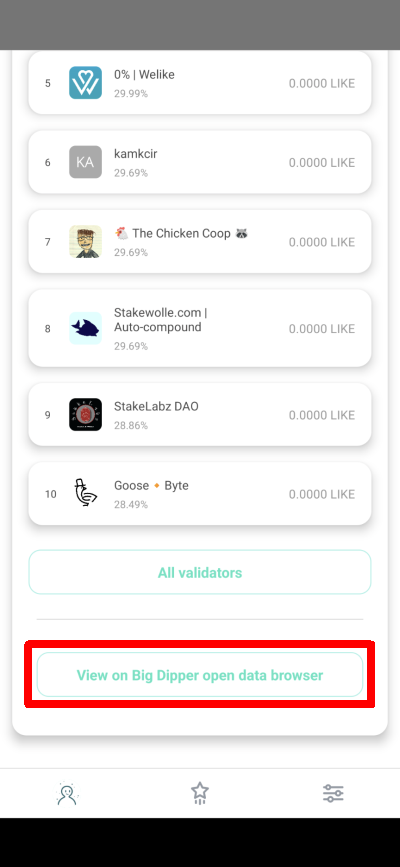 5
0% | Welike
29.99%
0.0000 LIKE
6
KA
kamkcir
29.69%
0.0000 LIKE
7
🐔 The Chicken Coop 🦝
29.69%
0.0000 LIKE
8
Stakewolle.com |
Auto-compound
29.69%
0.0000 LIKE
9
StakeLabz DAO
28.86%
0.0000 LIKE
10
Goose 🔸 Byte
28.49%
0.0000 LIKE
All validators
View on Big Dipper open data browser